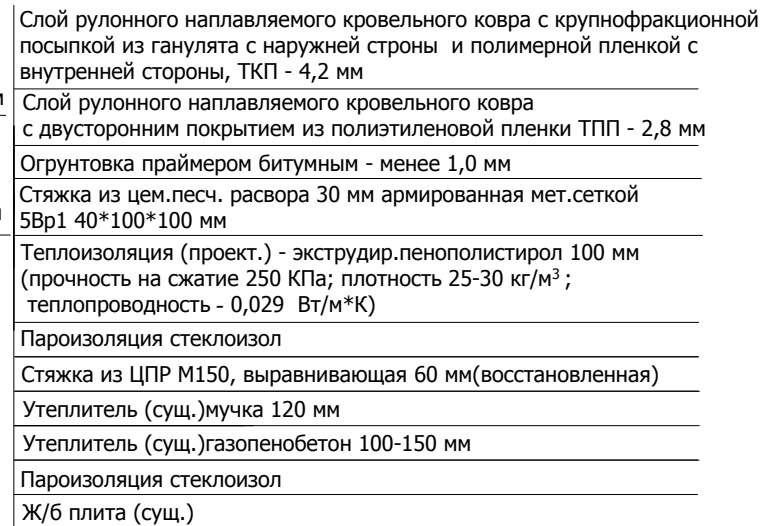 Слой рулонного наплавляемого кровельного ковра с крупнофракционной
посыпкой из ганулята с наружней строны и полимерной пленкой с
внутренней стороны, ТКП - 4,2 мм
Слой рулонного наплавляемого кровельного ковра
с двусторонним покрытием из полиэтиленовой пленки ТПП - 2,8 мм
Огрунтовка праймером битумным - менее 1,0 мм
Стяжка из цем.песч. расвора 30 мм армированная мет.сеткой
5Вр1 40*100*100 мм
Теплоизоляция (проект.) - экструдир.пенополистирол 100 мм
(прочность на сжатие 250 КПа; плотность 25-30 кг/м³ ;
теплопроводность - 0,029 Вт/м*К)
Пароизоляция стеклоизол
Стяжка из ЦПР М150, выравнивающая 60 мм(восстановленная)
Утеплитель (сущ.)мучка 120 мм
Утеплитель (сущ.)газопенобетон 100-150 мм
Пароизоляция стеклоизол
Ж/б плита (сущ.)